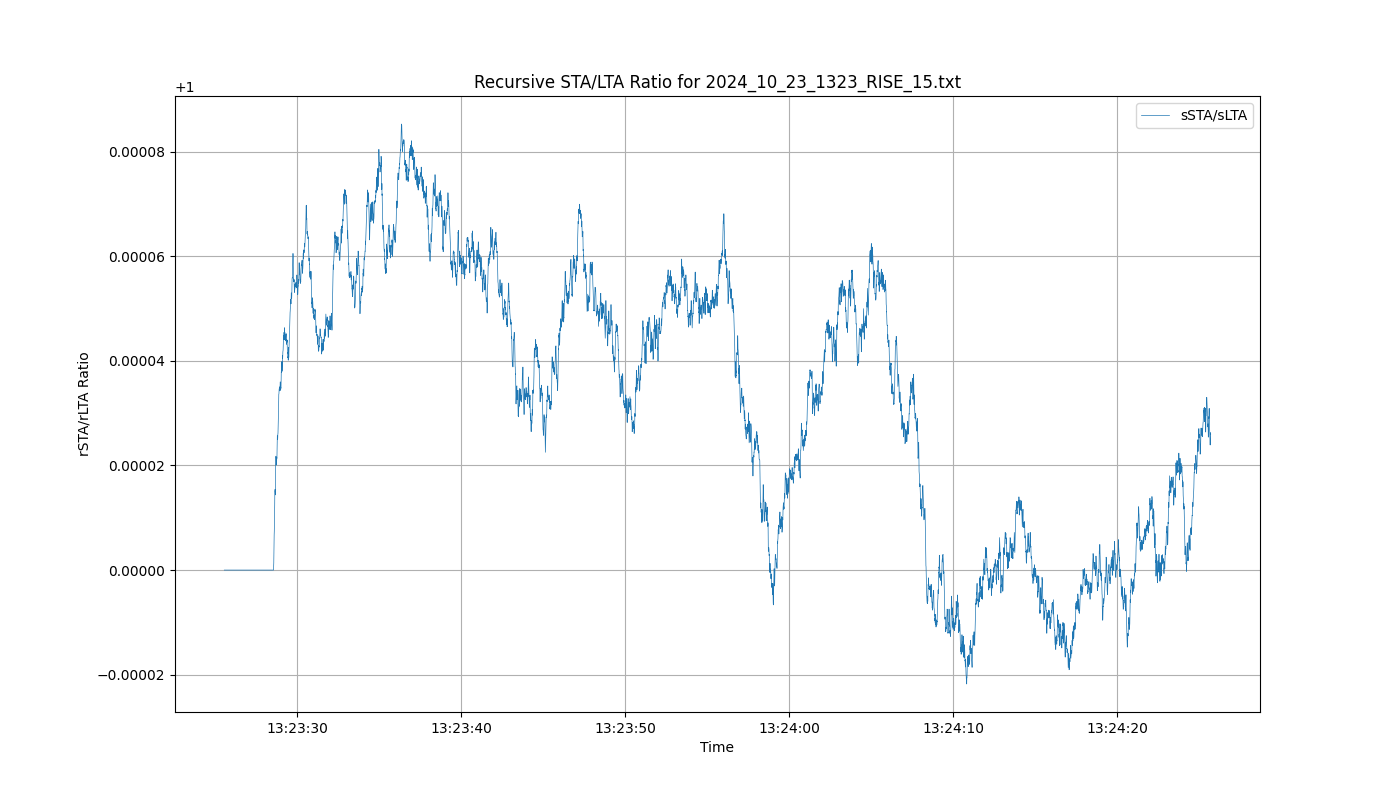 Recursive STA/LTA Ratio for 2024_10_23_1323_RISE_15.txt
+1
sSTA/sLTA
0.00008
0.00006
0.00004
0.00002
0.00000
−0.00002
rSTA/rLTA Ratio
13:23:30 13:23:40 13:23:50 13:24:00 13:24:10 13:24:20
Time